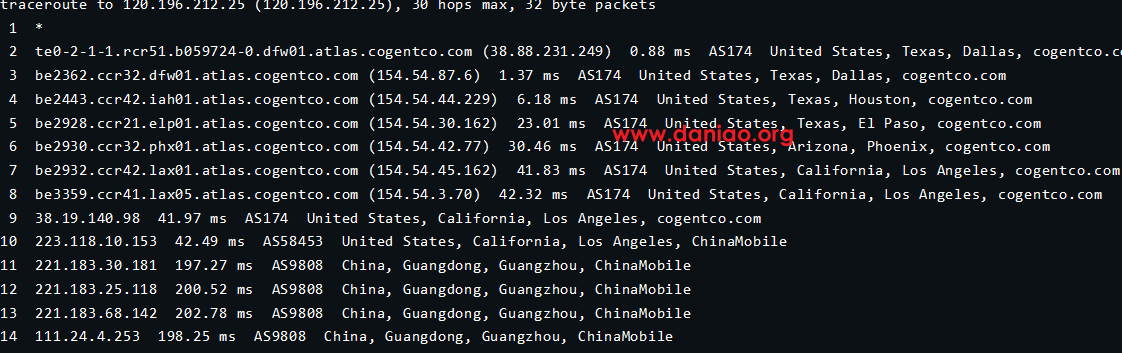 traceroute to 120.196.212.25 (120.196.212.25), 30 hops max, 32 byte packets
1 *
2 te0-2-1-1.rcr51.b059724-0.dfw01.atlas.cogentco.com (38.88.231.249) 0.88 ms AS174 United States, Texas, Dallas, cogentco.c
3 be2362.ccr32.dfw01.atlas.cogentco.com (154.54.87.6) 1.37 ms AS174 United States, Texas, Dallas, cogentco.com
4 be2443.ccr42.iah01.atlas.cogentco.com (154.54.44.229) 6.18 ms AS174 United States, Texas, Houston, cogentco.com
5 be2928.ccr21.elp01.atlas.cogentco.com (154.54.30.162) 23.01 ms AS174 United States, Texas, El Paso, cogentco.com
www.daniao.org
6 be2930.ccr32.phx01.atlas.cogentco.com (154.54.42.77) 30.46 ms AS174 United States, Arizona, Phoenix, cogentco.com
7 be2932.ccr42.lax01.atlas.cogentco.com (154.54.45.162) 41.83 ms AS174 United States, California, Los Angeles, cogentco.com
8 be3359.ccr41.lax05.atlas.cogentco.com (154.54.3.70) 42.32 ms AS174 United States, California, Los Angeles, cogentco.com
9 38.19.140.98 41.97 ms AS174 United States, California, Los Angeles, cogentco.com
10 223.118.10.153 42.49 ms AS58453 United States, California, Los Angeles, ChinaMobile
11 221.183.30.181 197.27 ms AS9808 China, Guangdong, Guangzhou, ChinaMobile
12 221.183.25.118 200.52 ms AS9808 China, Guangdong, Guangzhou, ChinaMobile
13 221.183.68.142 202.78 ms AS9808 China, Guangdong, Guangzhou, ChinaMobile
14 111.24.4.253 198.25 ms AS9808 China, Guangdong, Guangzhou, ChinaMobile